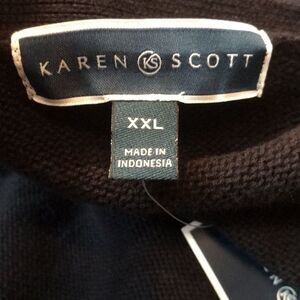 KAREN KS SCOTT
XXL
MADE IN
INDONESIA